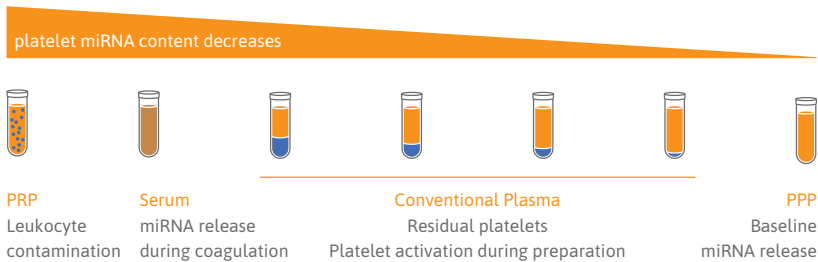 platelet miRNA content decreases
PRP
Leukocyte
contamination
Serum
miRNA release
during coagulation
Conventional Plasma
Residual platelets
Platelet activation during preparation
PPP
Baseline
miRNA release